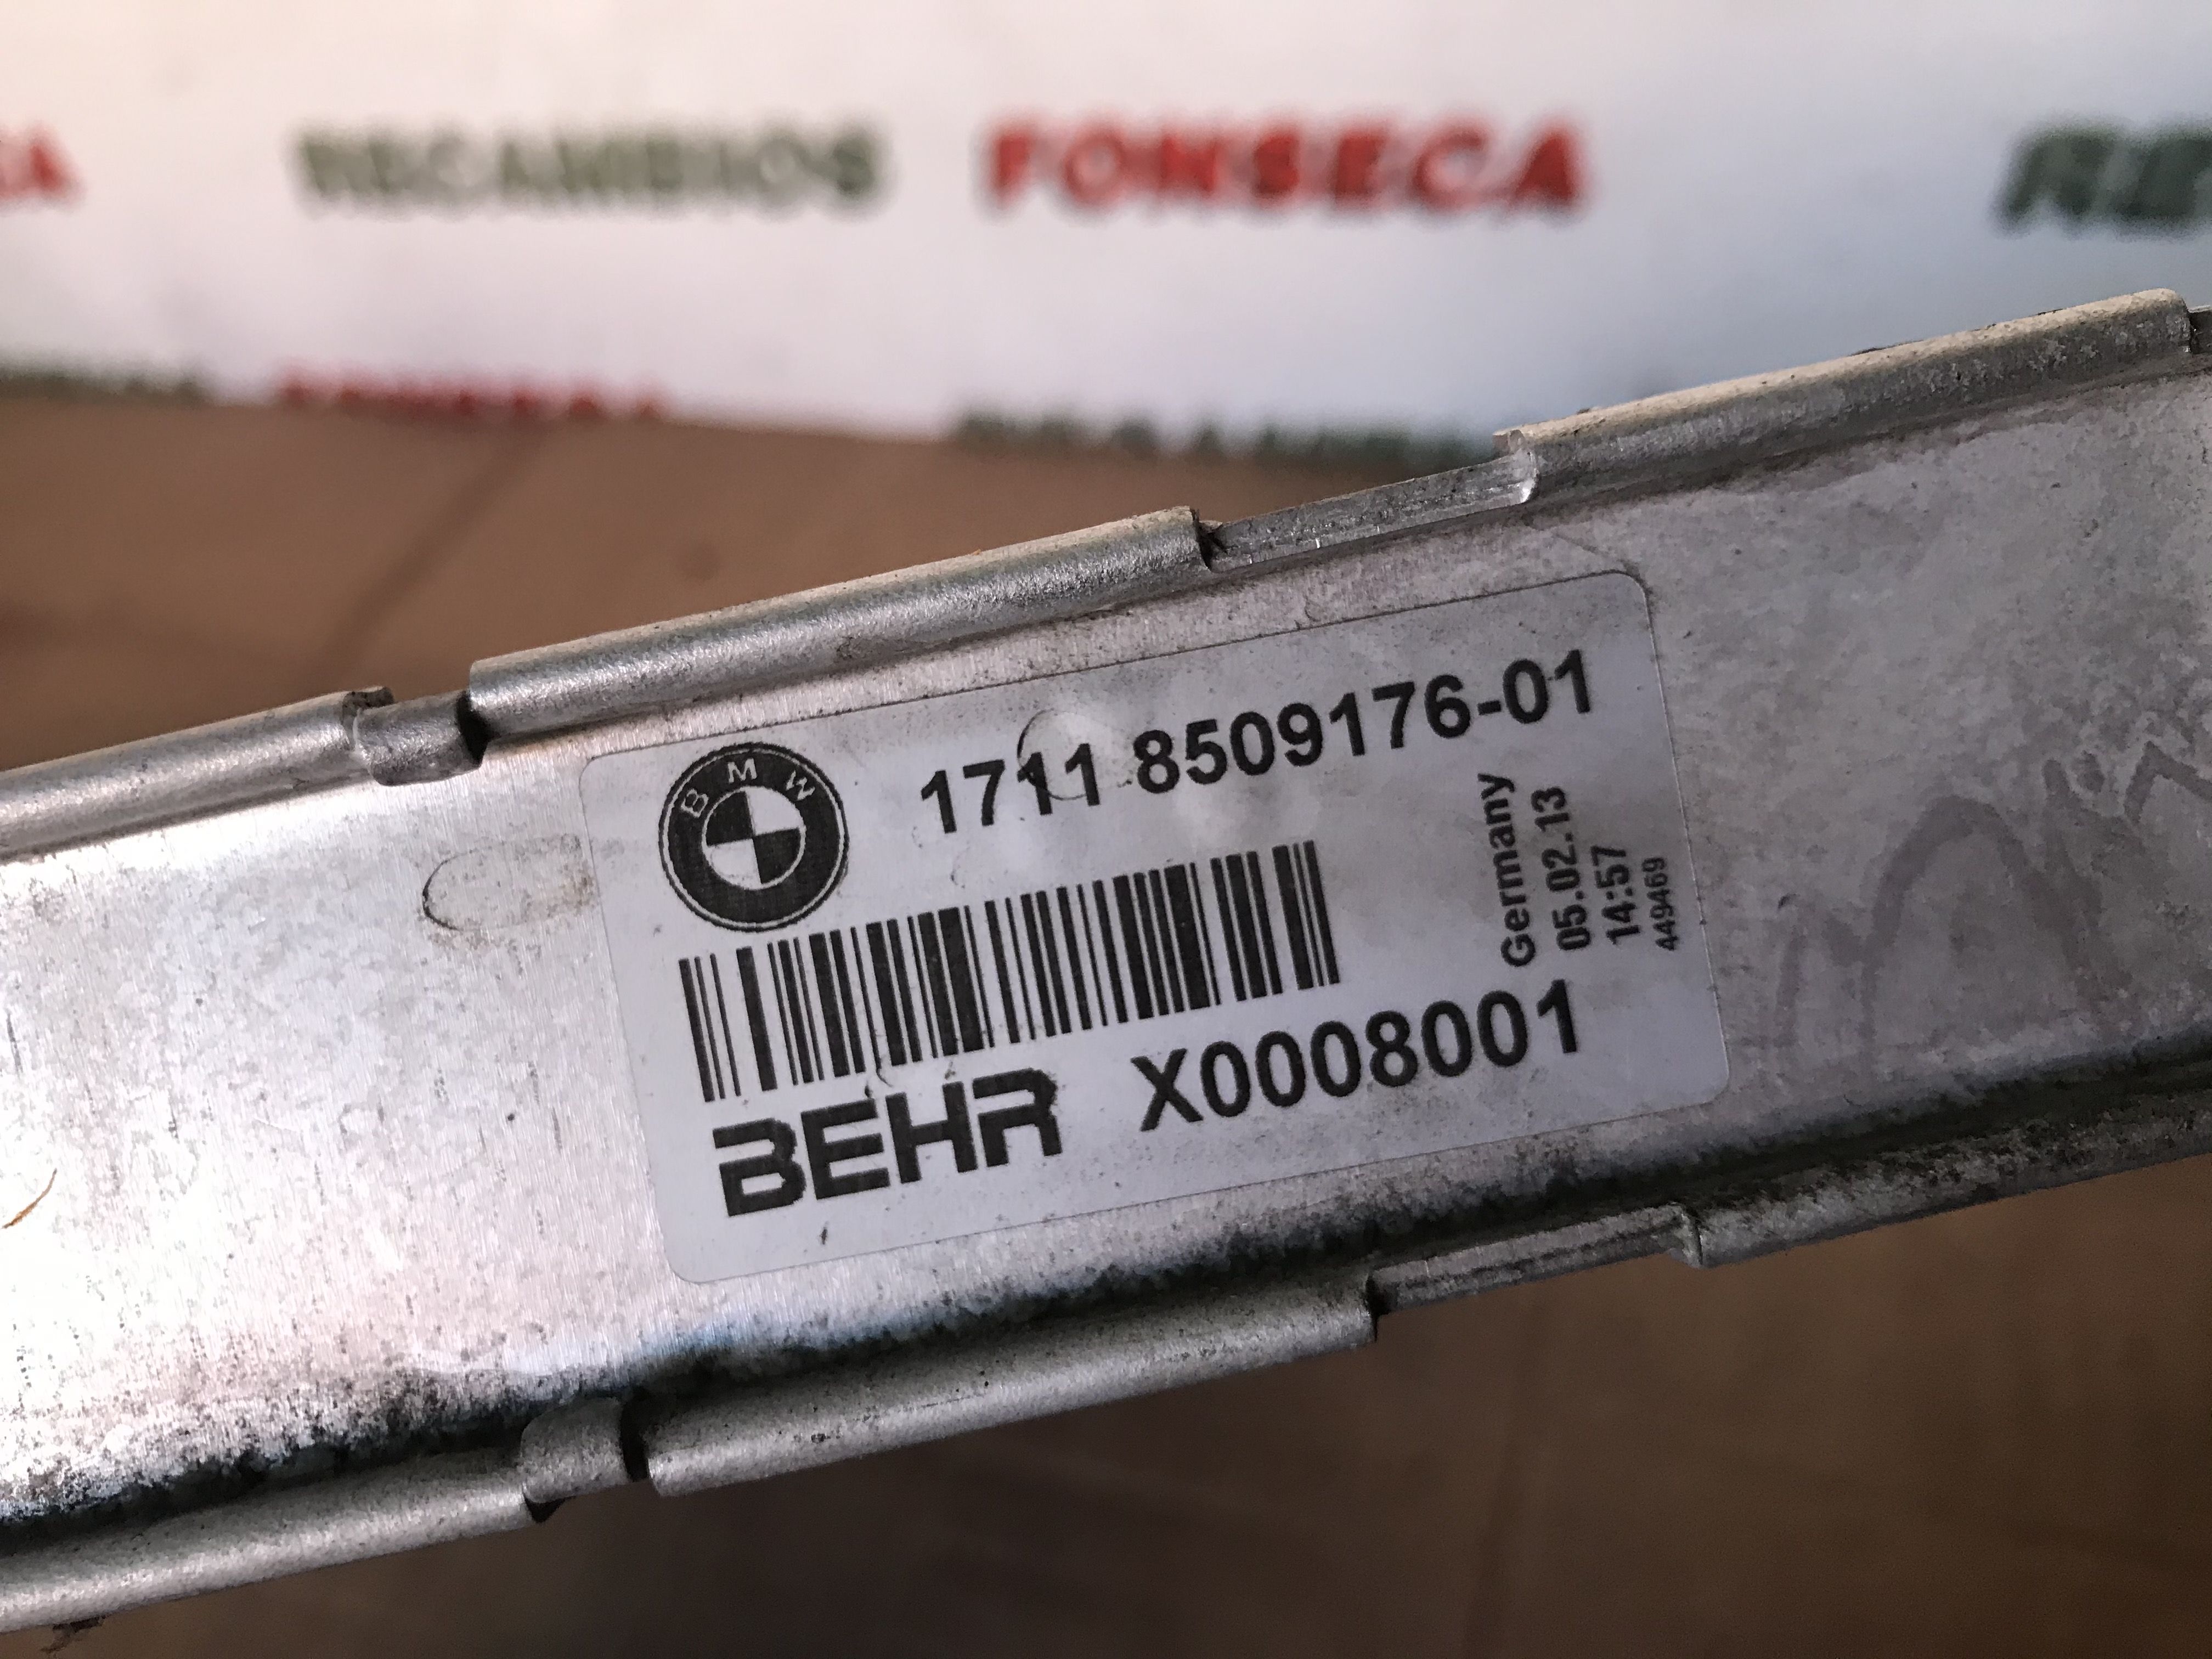 RECAMBIOS FONSECA
BMW
1711 8509176-01
Germany
05.02.13
14:57
449469
BEHR X0008001